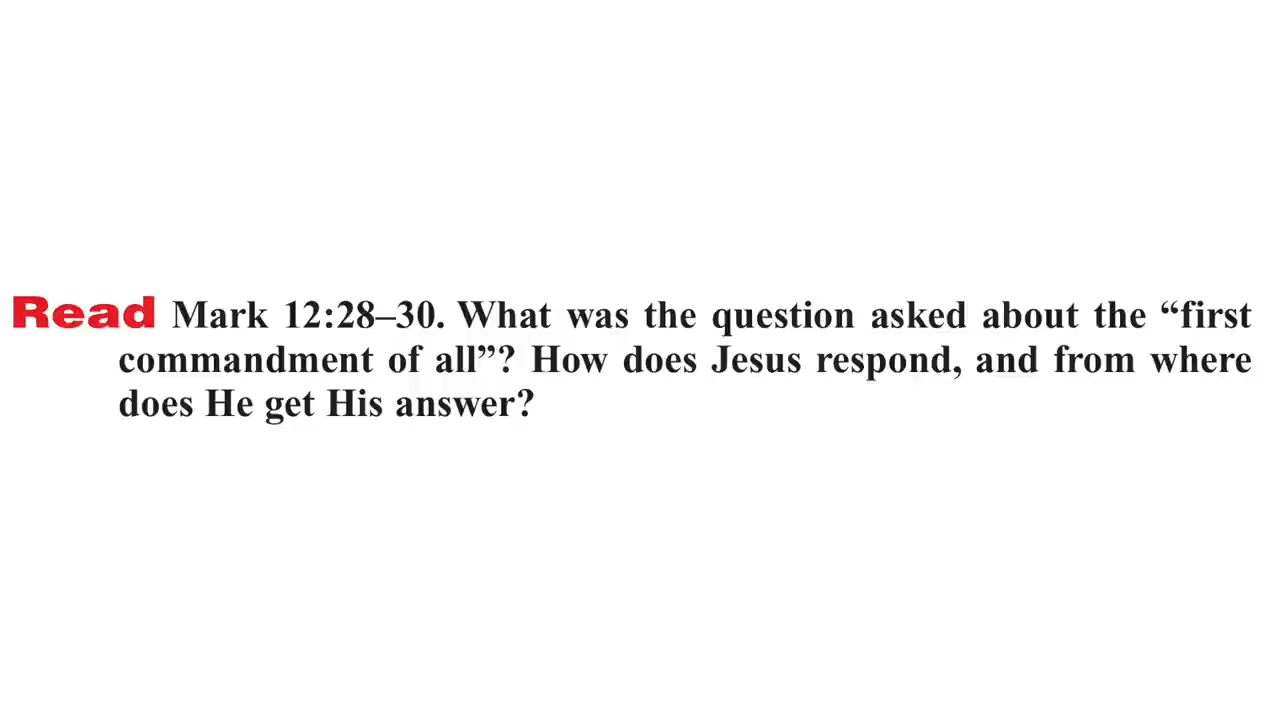 Read Mark 12:28–30. What was the question asked about the “first
commandment of all”? How does Jesus respond, and from where
does He get His answer?